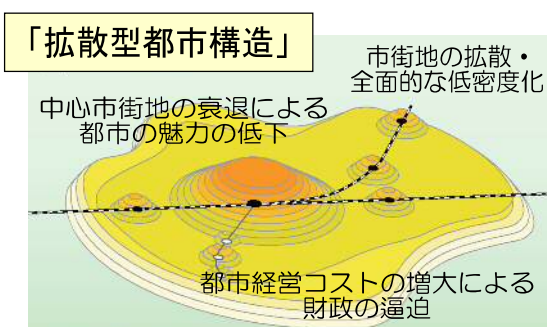 「拡散型都市構造」
市街地の拡散・
全面的な低密度化
中心市街地の衰退による
都市の魅力の低下
都市経営コストの増大による
財政の逼迫